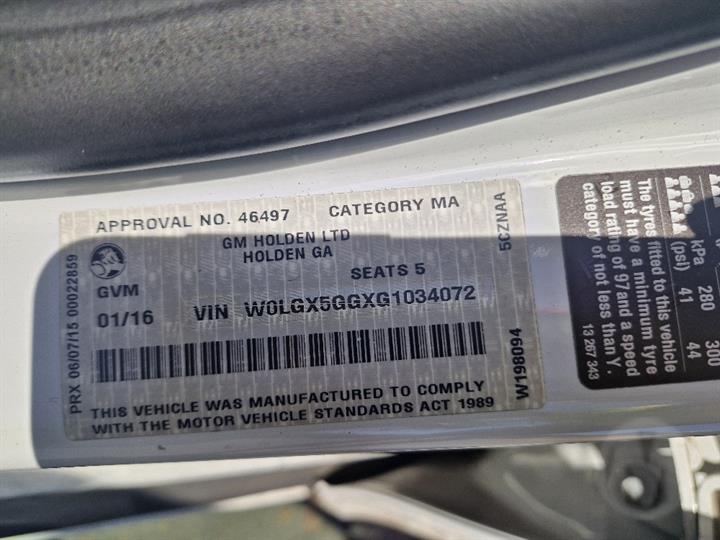 APPROVAL NO. 46497 CATEGORY MA
GM HOLDEN LTD
HOLDEN GA
SEATS 5
GVM
01/16 VIN W0LGX5GGXG1034072
THIS VEHICLE WAS MANUFACTURED TO COMPLY
WITH THE MOTOR VEHICLE STANDARDS ACT 1989
PRX 06/07/15 00022859
5CZNAA
W198094
The tyres fitted to this vehicle
must have a minimum tyre
load rating of 97 and a speed
category of not less than V.
13 267 343
kPa 280 300
(psi) 41 44